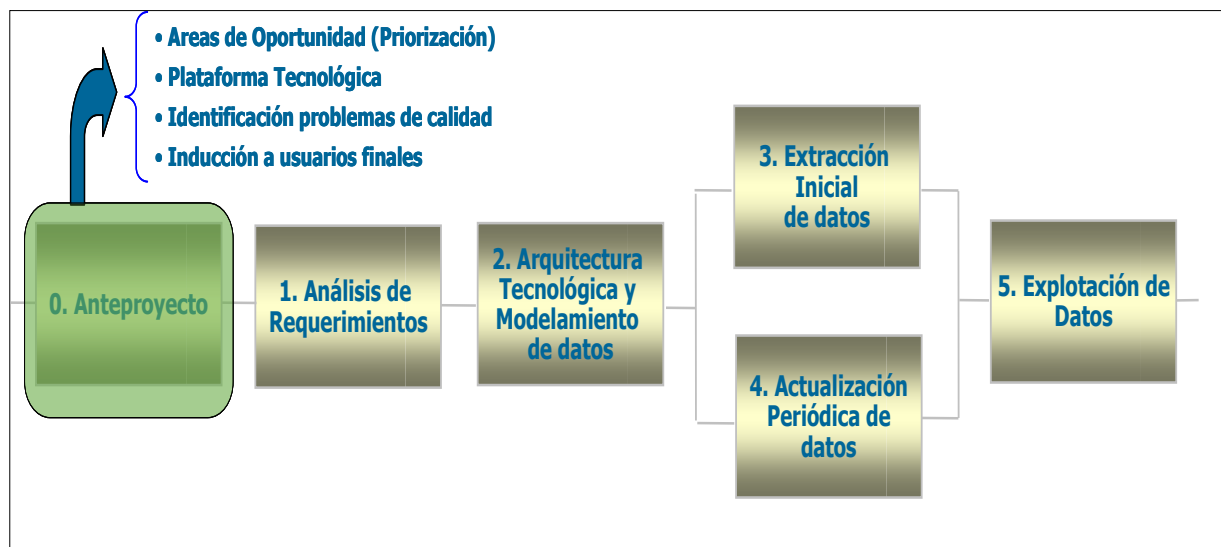 • Areas de Oportunidad (Priorización)
• Plataforma Tecnológica
• Identificación problemas de calidad
• Inducción a usuarios finales
0. Anteproyecto
1. Análisis de
Requerimientos
2. Arquitectura
Tecnológica y
Modelamiento
de datos
3. Extracción
Inicial
de datos
4. Actualización
Periódica de
datos
5. Explotación de
Datos